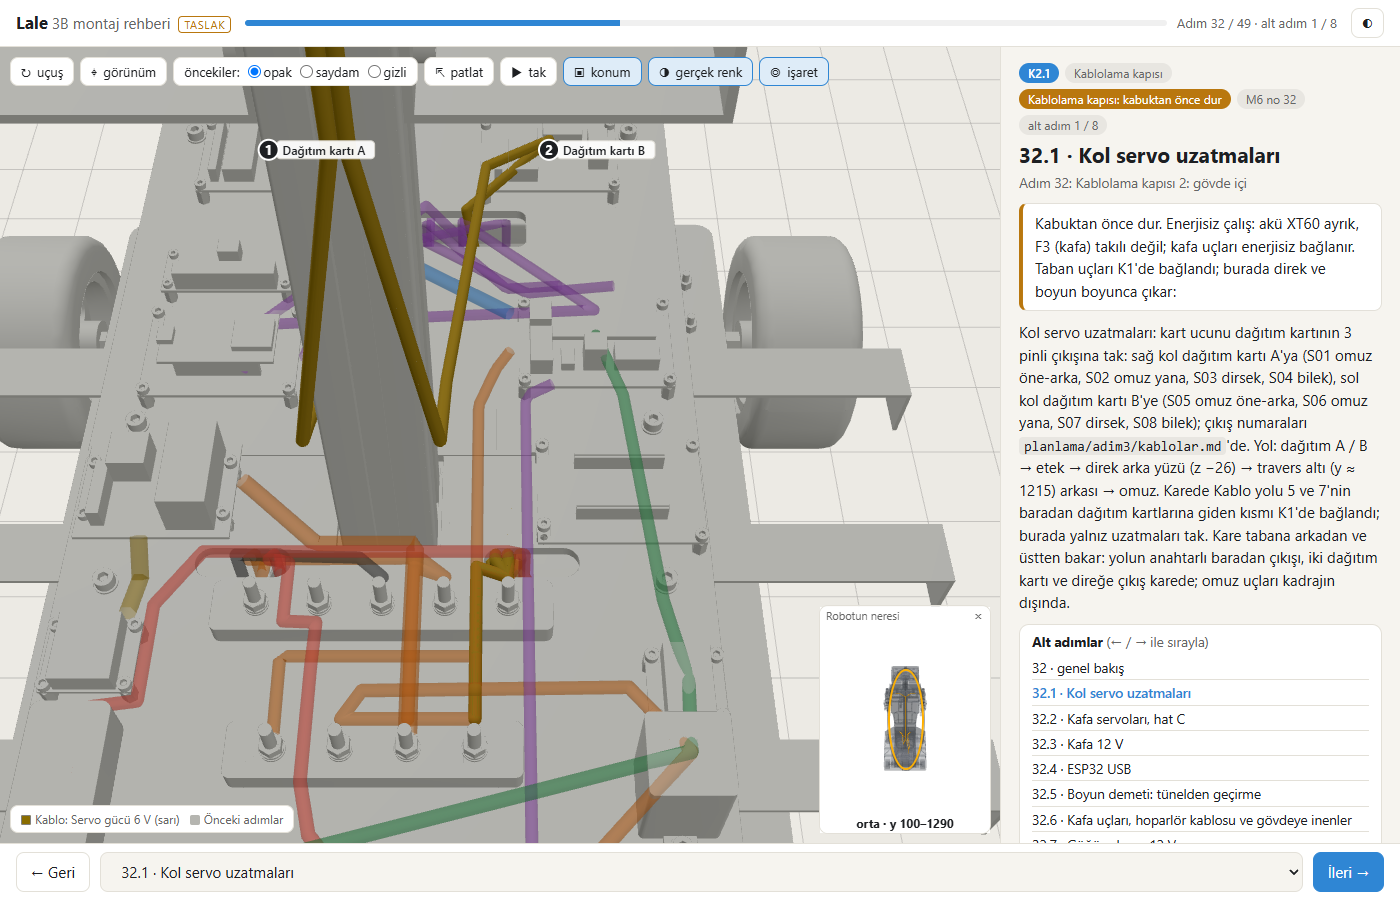 Lale 3B montaj rehberi TASLAK
Adım 32 / 49 · alt adım 1 / 8
↻ uçuş
⌖ görünüm
öncekiler: opak saydam gizli
⇱ patlat
▶ tak
▣ konum
◑ gerçek renk
◎ işaret
1 Dağıtım kartı A
2 Dağıtım kartı B
Kablo: Servo gücü 6 V (sarı) Önceki adımlar
Robotun neresi ×
orta · y 100–1290
K2.1 Kablolama kapısı
Kablolama kapısı: kabuktan önce dur M6 no 32
alt adım 1 / 8
32.1 · Kol servo uzatmaları
Adım 32: Kablolama kapısı 2: gövde içi
Kabuktan önce dur. Enerjisiz çalış: akü XT60 ayrık,
F3 (kafa) takılı değil; kafa uçları enerjisiz bağlanır.
Taban uçları K1'de bağlandı; burada direk ve
boyun boyunca çıkar:
Kol servo uzatmaları: kart ucunu dağıtım kartının 3
pinli çıkışına tak: sağ kol dağıtım kartı A'ya (S01 omuz
öne-arka, S02 omuz yana, S03 dirsek, S04 bilek), sol
kol dağıtım kartı B'ye (S05 omuz öne-arka, S06 omuz
yana, S07 dirsek, S08 bilek); çıkış numaraları
planlama/adim3/kablolar.md 'de. Yol: dağıtım A / B
→ etek → direk arka yüzü (z −26) → travers altı (y ≈
1215) arkası → omuz. Karede Kablo yolu 5 ve 7'nin
baradan dağıtım kartlarına giden kısmı K1'de bağlandı;
burada yalnız uzatmaları tak. Kare tabana arkadan ve
üstten bakar: yolun anahtarlı baradan çıkışı, iki dağıtım
kartı ve direğe çıkış karede; omuz uçları kadrajın
dışında.
Alt adımlar (← / → ile sırayla)
32 · genel bakış
32.1 · Kol servo uzatmaları
32.2 · Kafa servoları, hat C
32.3 · Kafa 12 V
32.4 · ESP32 USB
32.5 · Boyun demeti: tünelden geçirme
32.6 · Kafa uçları, hoparlör kablosu ve gövdeye inenler
← Geri
32.1 · Kol servo uzatmaları
İleri →